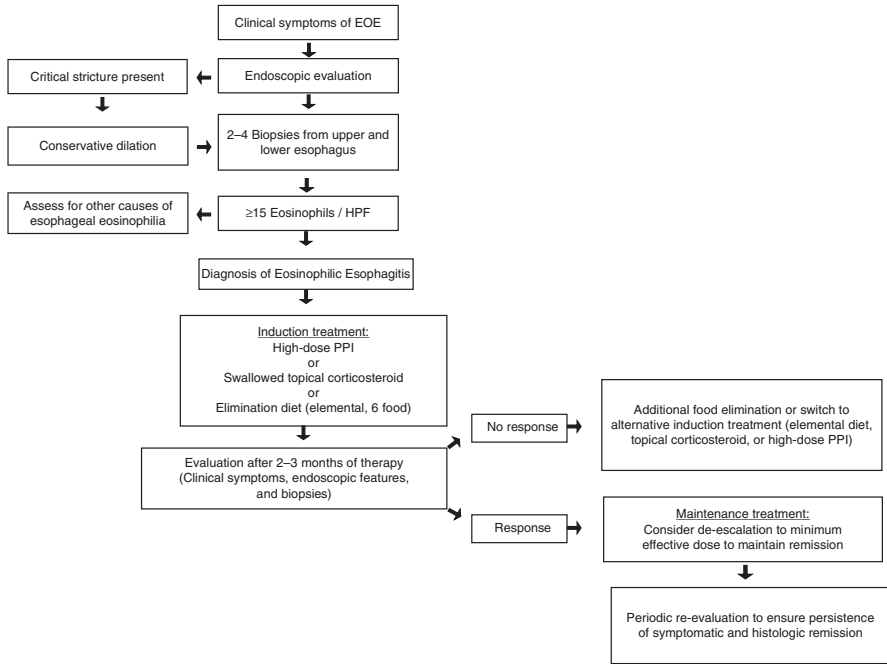 Clinical symptoms of EOE
Critical stricture present
Endoscopic evaluation
Conservative dilation
2–4 Biopsies from upper and
lower esophagus
Assess for other causes of
esophageal eosinophilia
≥15 Eosinophils / HPF
Diagnosis of Eosinophilic Esophagitis
Induction treatment:
High-dose PPI
or
Swallowed topical corticosteroid
or
Elimination diet (elemental, 6 food)
Evaluation after 2–3 months of therapy
(Clinical symptoms, endoscopic features,
and biopsies)
No response
Additional food elimination or switch to
alternative induction treatment (elemental diet,
topical corticosteroid, or high-dose PPI)
Response
Maintenance treatment:
Consider de-escalation to minimum
effective dose to maintain remission
Periodic re-evaluation to ensure persistence
of symptomatic and histologic remission